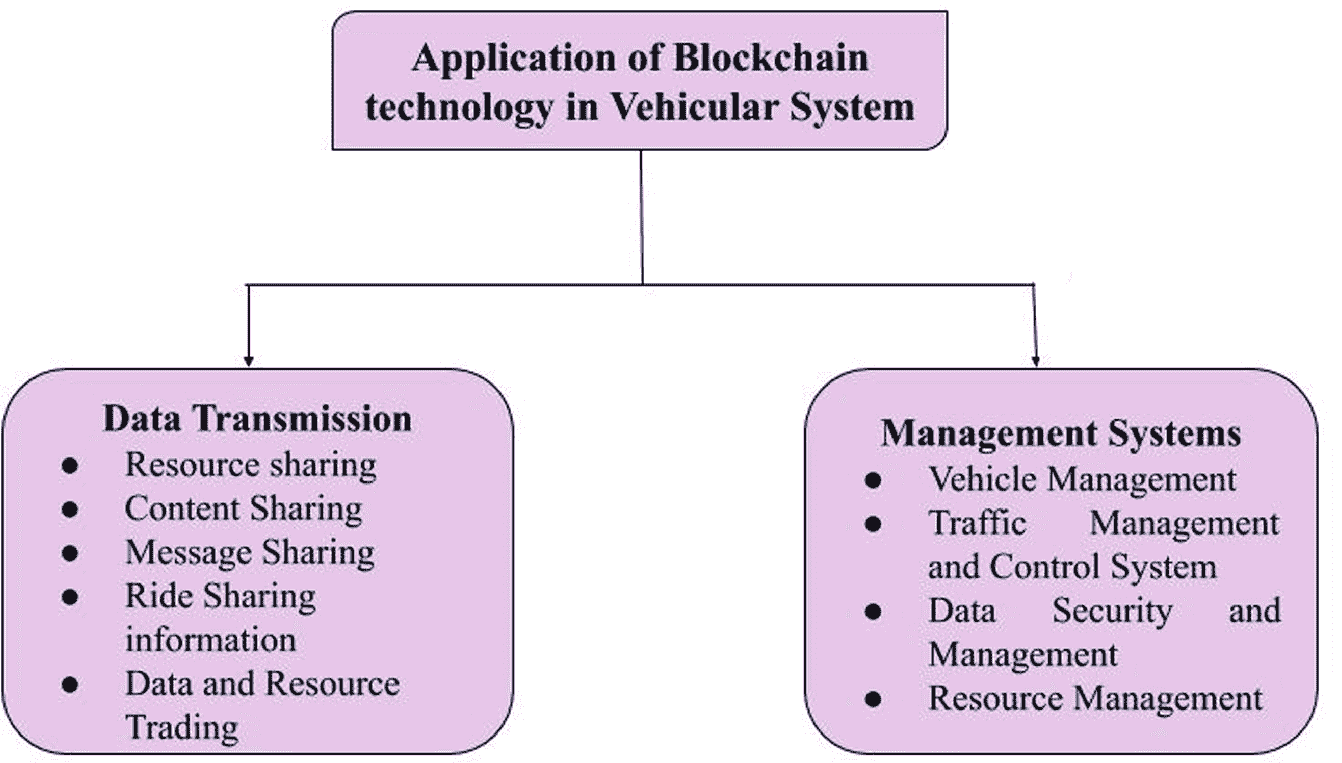 Application of Blockchain
technology in Vehicular System
Data Transmission
● Resource sharing
● Content Sharing
● Message Sharing
● Ride Sharing
information
● Data and Resource
Trading
Management Systems
● Vehicle Management
● Traffic Management
and Control System
● Data Security and
Management
● Resource Management